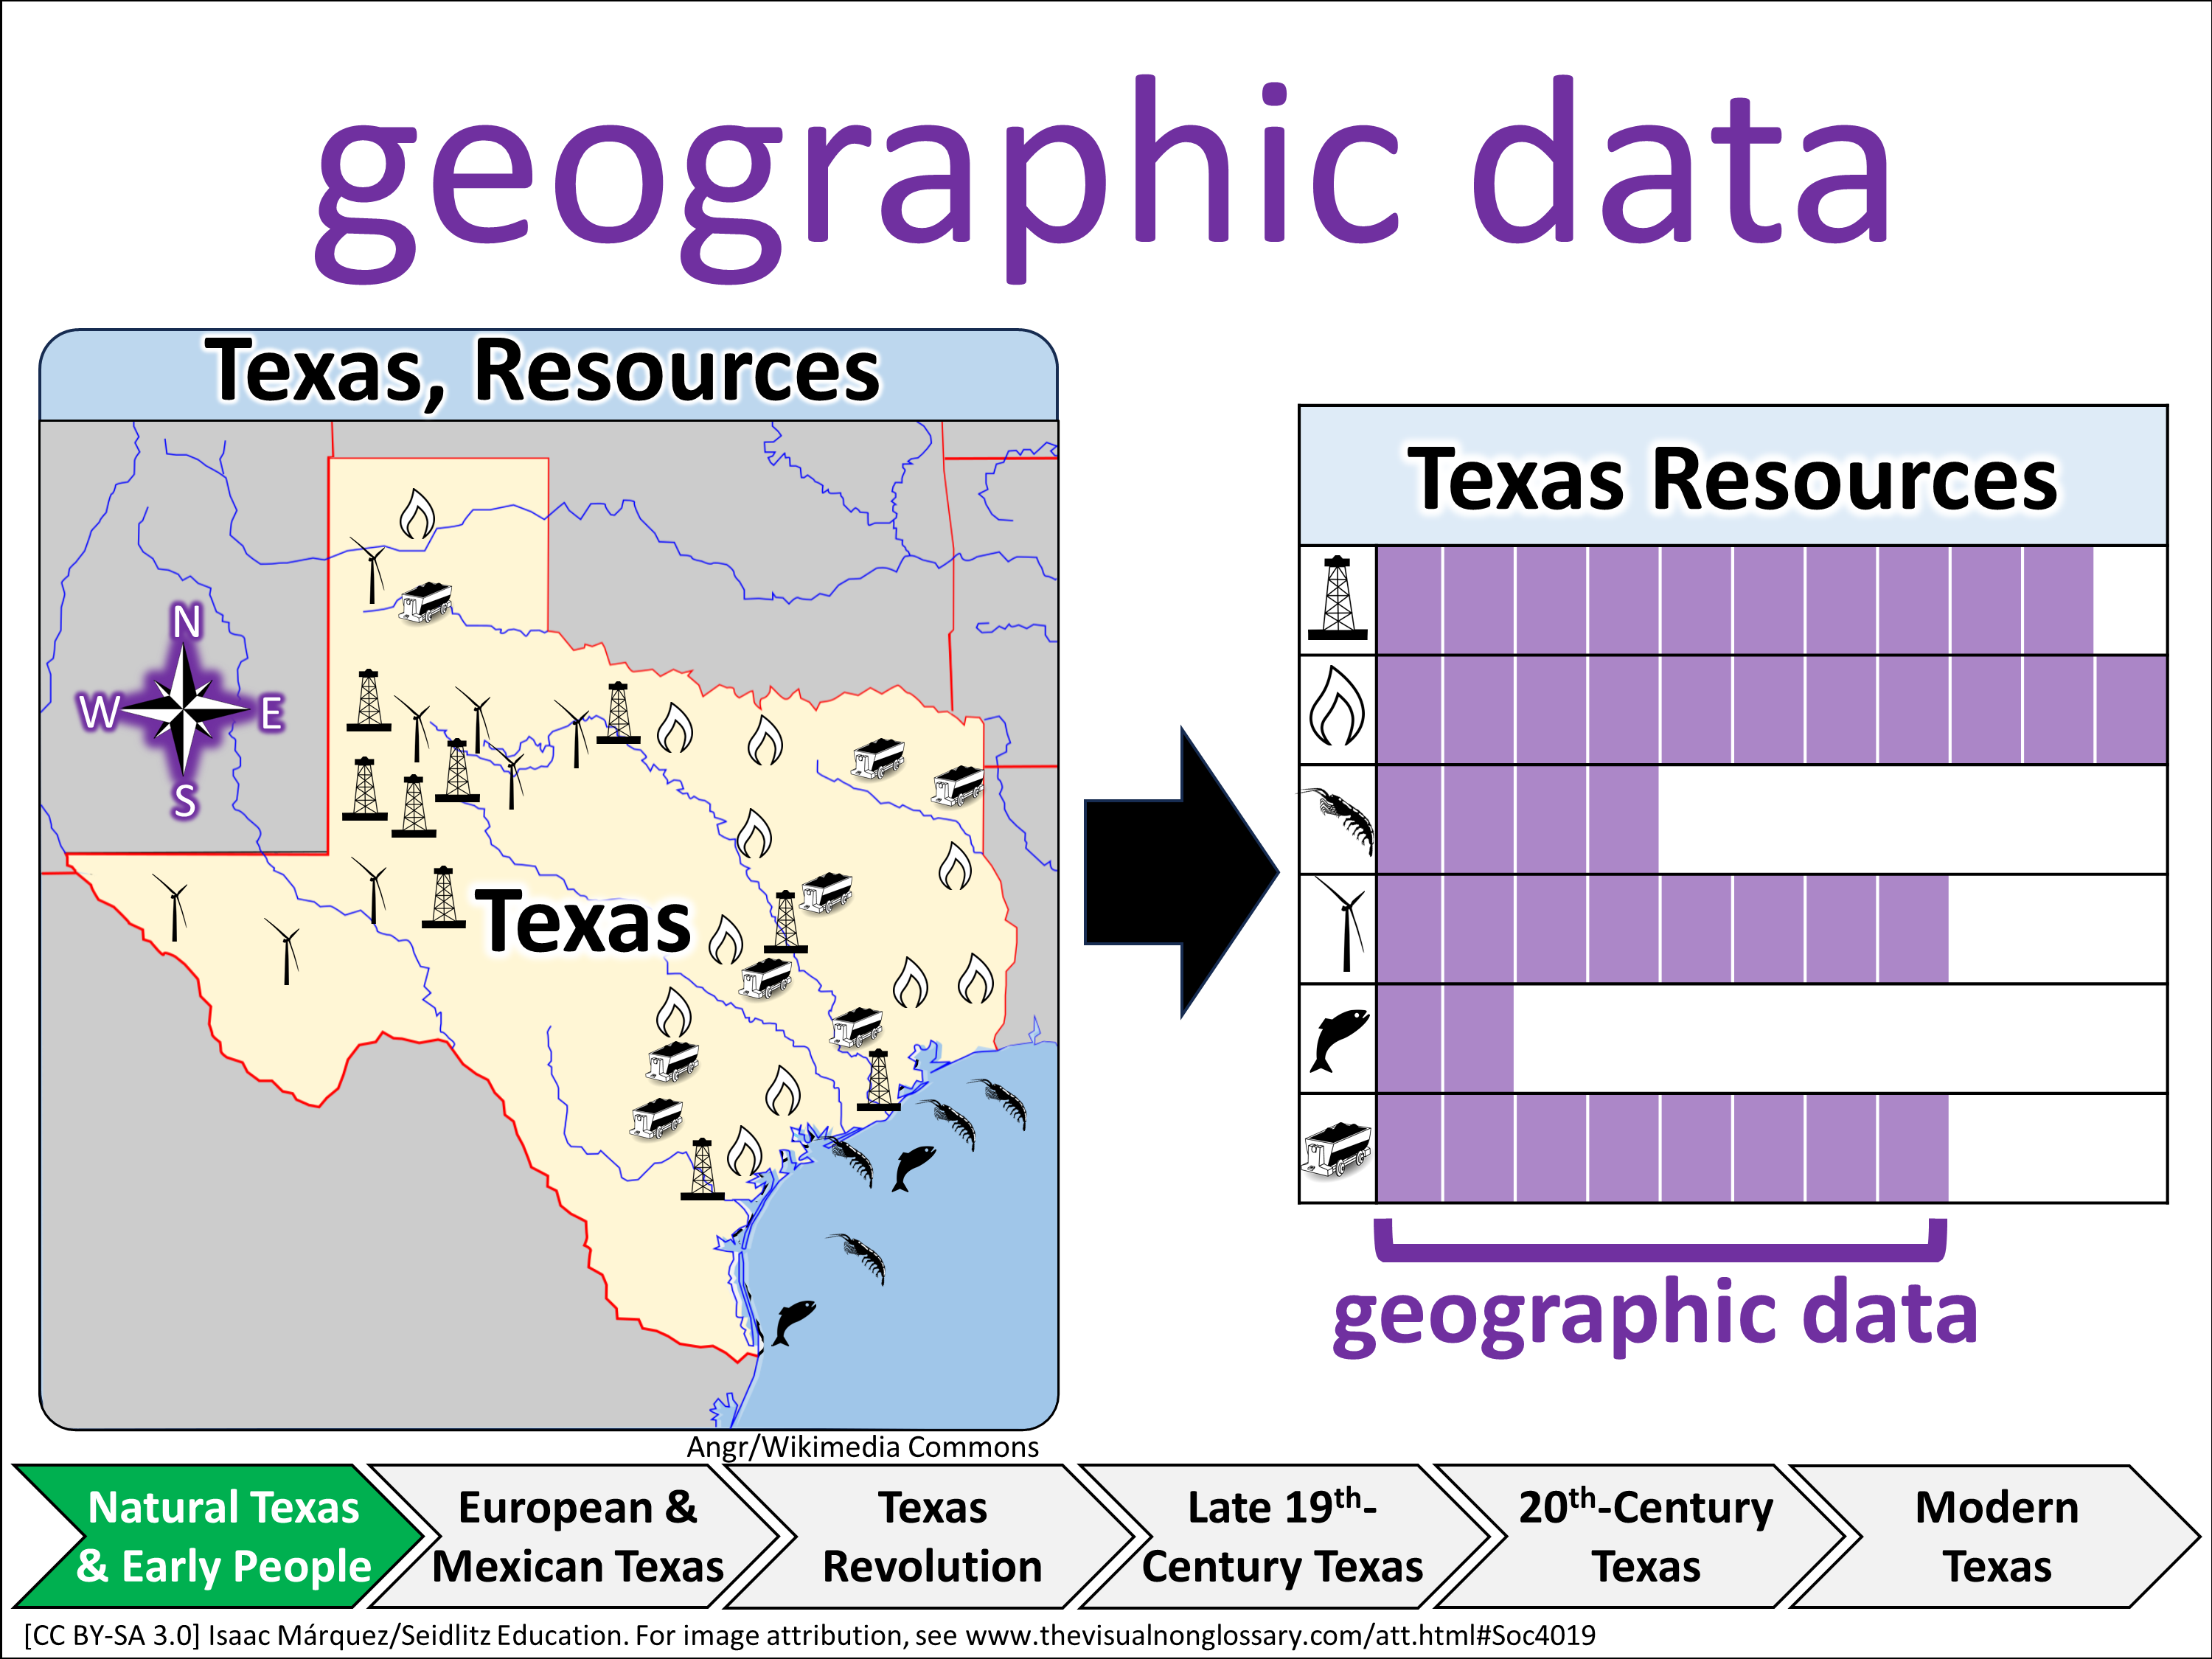 geographic data
Texas, Resources
N
W
E
S
Texas
Angr/Wikimedia Commons
Texas Resources
geographic data
Natural Texas
& Early People
European &
Mexican Texas
Texas
Revolution
Late 19th-
Century Texas
20th-Century
Texas
Modern
Texas
[CC BY-SA 3.0] Isaac Márquez/Seidlitz Education. For image attribution, see www.thevisualnonglossary.com/att.html#Soc4019